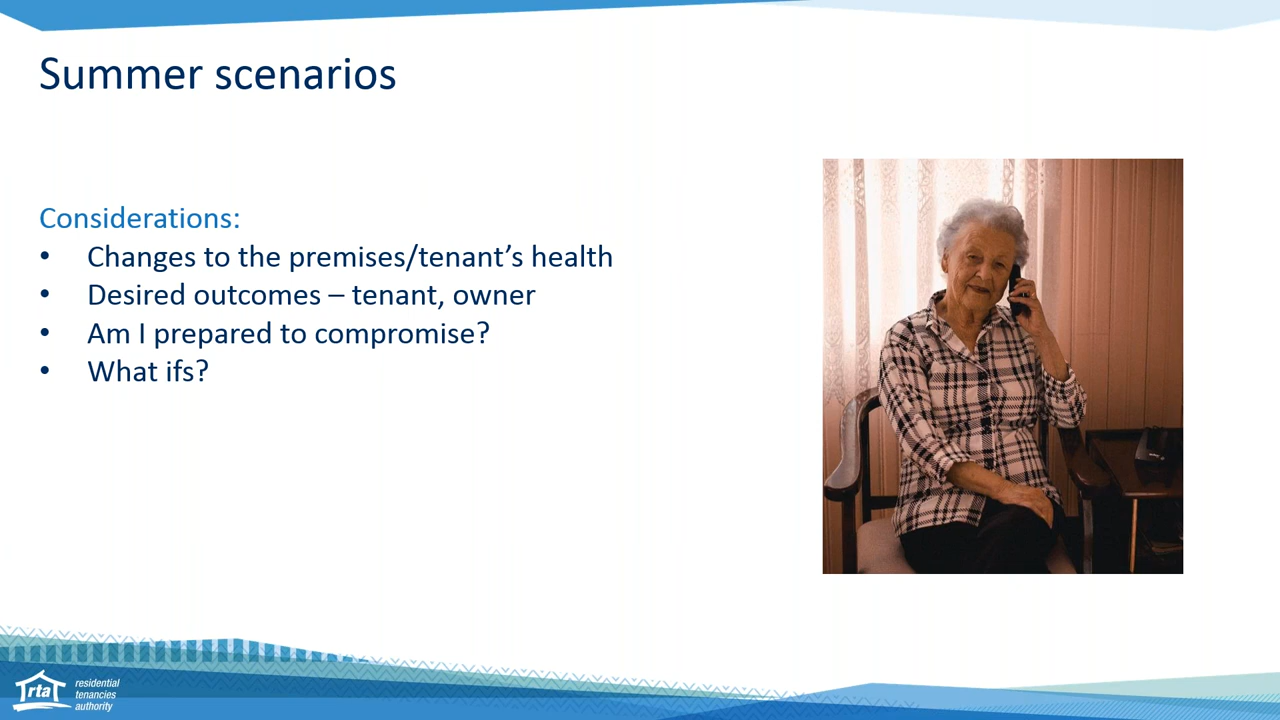 Summer scenarios
Considerations:
• Changes to the premises/tenant’s health
• Desired outcomes – tenant, owner
• Am I prepared to compromise?
• What ifs?
rta
residential
tenancies
authority